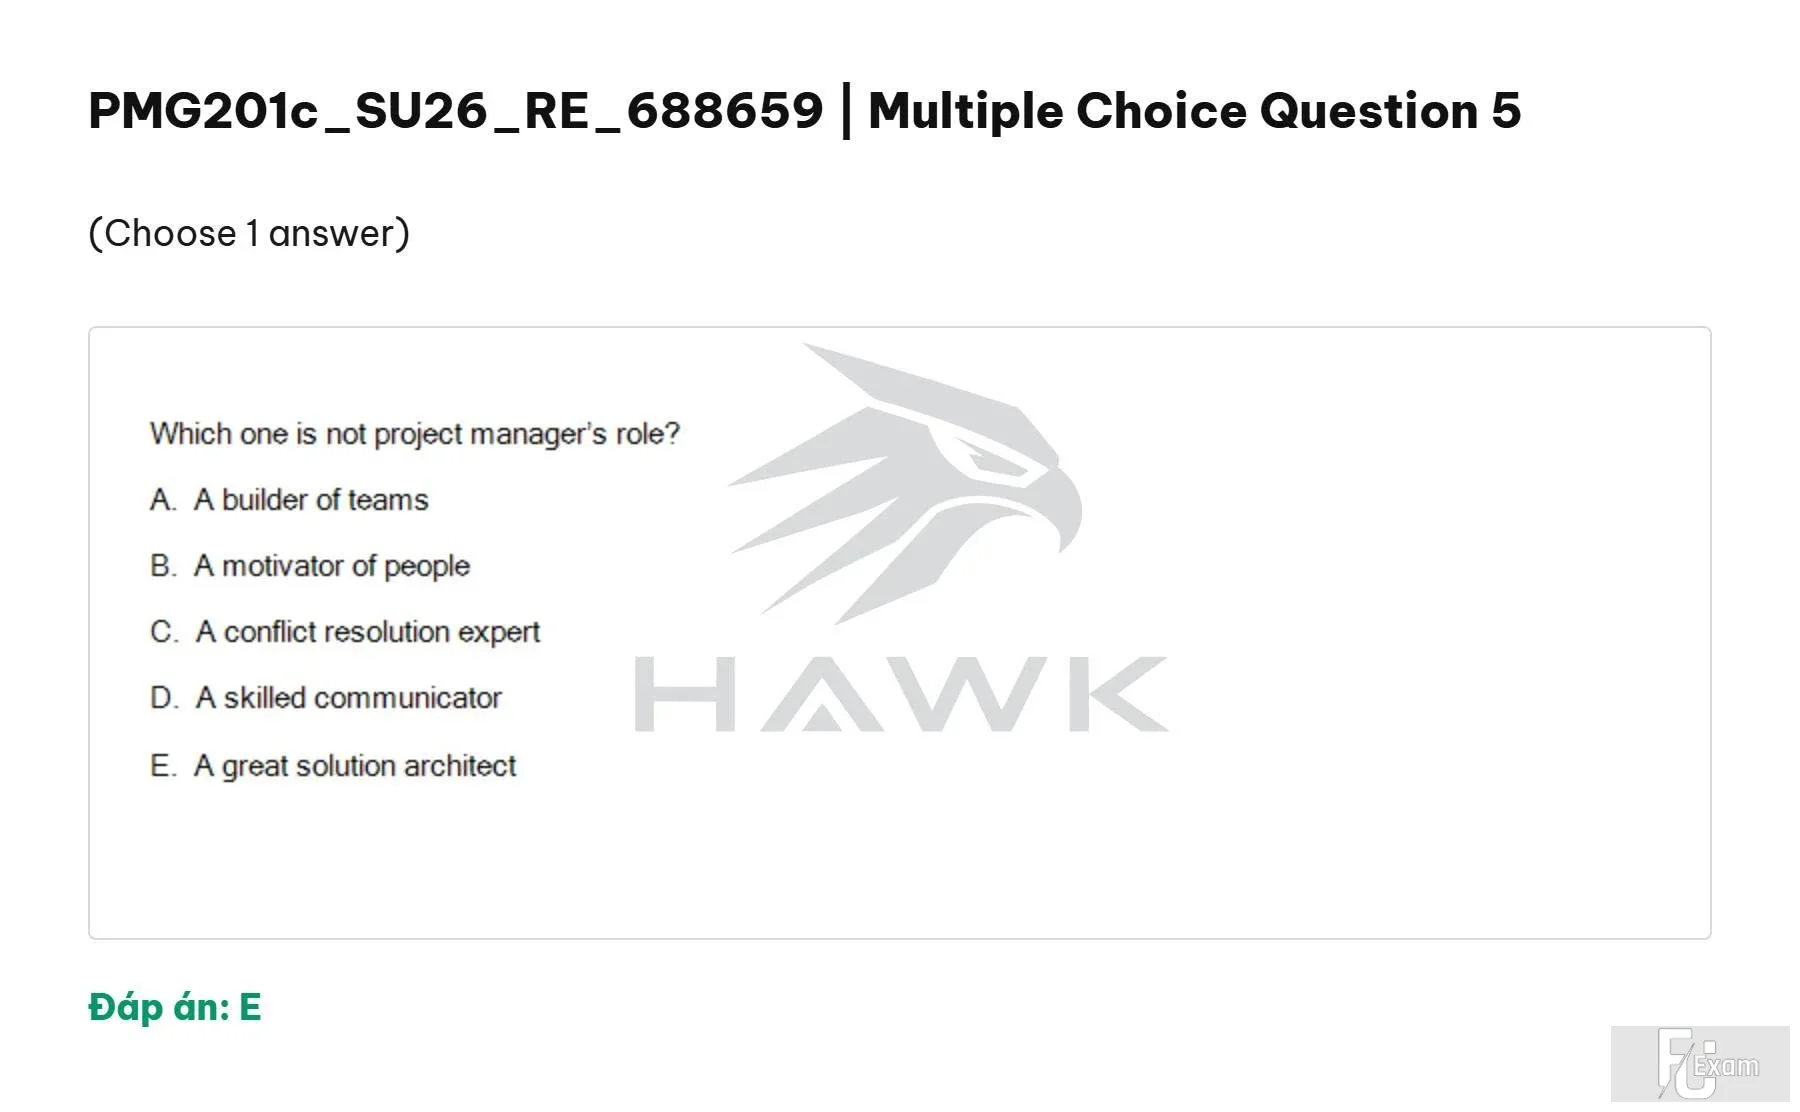 PMG201c_SU26_RE_688659 | Multiple Choice Question 5
(Choose 1 answer)
Which one is not project manager's role?
A. A builder of teams
B. A motivator of people
C. A conflict resolution expert
D. A skilled communicator
E. A great solution architect
HAWK
Đáp án: E
FU Exam